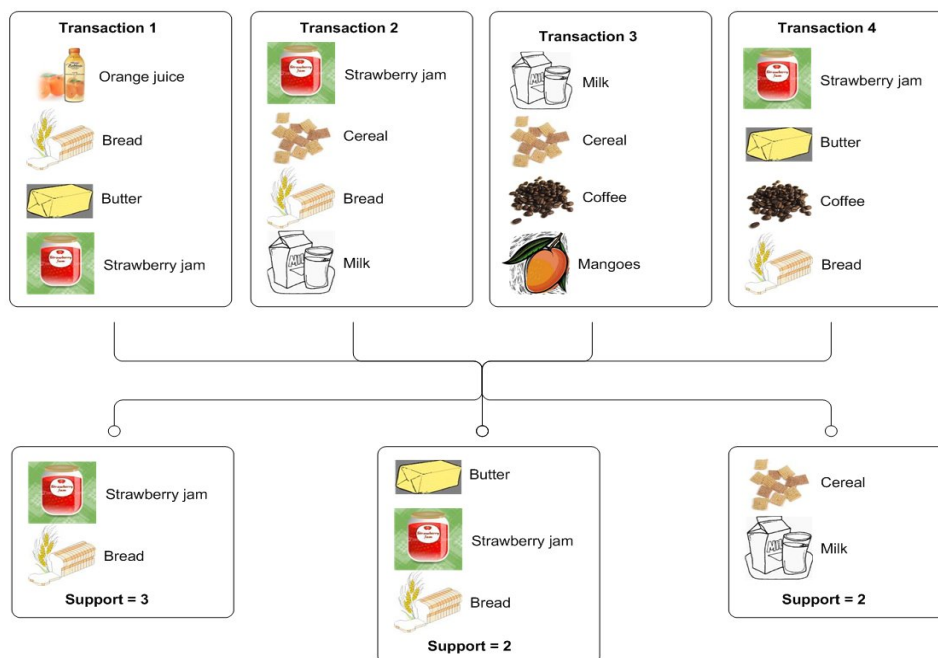 Transaction 1
Orange juice
Bread
Butter
Strawberry jam
Transaction 2
Strawberry jam
Cereal
Bread
Milk
Transaction 3
Milk
Cereal
Coffee
Mangoes
Transaction 4
Strawberry jam
Butter
Coffee
Bread
Strawberry jam
Bread
Support = 3
Butter
Strawberry jam
Bread
Support = 2
Cereal
Milk
Support = 2